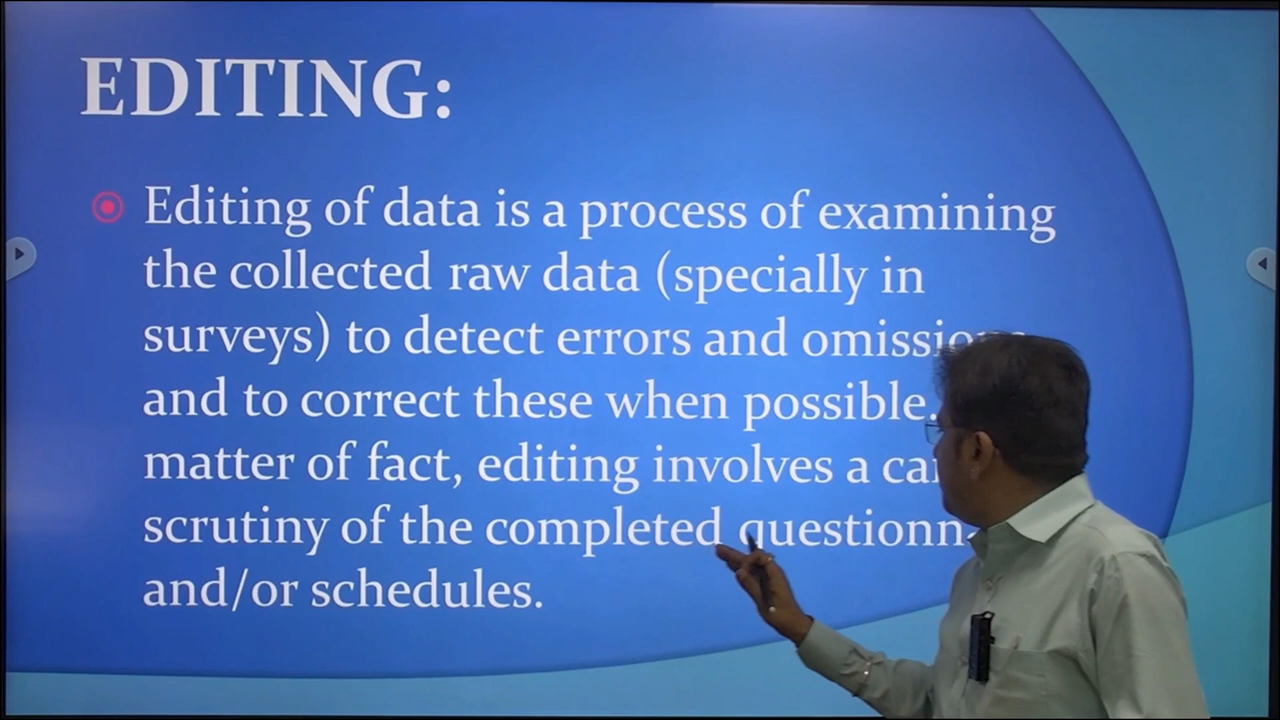 EDITING:
Editing of data is a process of examining
the collected raw data (specially in
surveys) to detect errors and omissions
and to correct these when possible.
matter of fact, editing involves a
scrutiny of the completed
and/or schedules.